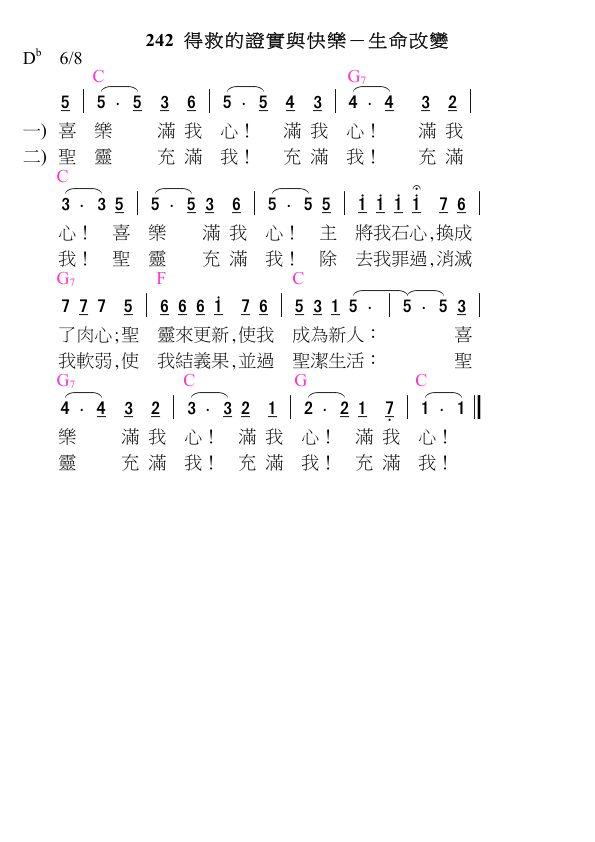 242 得救的證實與快樂－生命改變
Db 6/8
C G7
5 | 5 · 5 3 6 | 5 · 5 4 3 | 4 · 4 3 2 |
一) 喜 樂 滿 我 心！ 滿 我 心！ 滿 我
二) 聖 靈 充 滿 我！ 充 滿 我！ 充 滿
C
3 · 3 5 | 5 · 5 3 6 | 5 · 5 5 | i i i i 7 6 |
心！ 喜 樂 滿 我 心！ 主 將我石心,換成
我！ 聖 靈 充 滿 我！ 除 去我罪過,消滅
G7 F C
7 7 7 5 | 6 6 6 i 7 6 | 5 3 1 5 · | 5 · 5 3 |
了肉心;聖 靈來更新,使我 成為新人： 喜
我軟弱,使 我結義果,並過 聖潔生活： 聖
G7 C G C
4 · 4 3 2 | 3 · 3 2 1 | 2 · 2 1 7 | 1 · 1 ‖
樂 滿 我 心！ 滿 我 心！ 滿 我 心！
靈 充 滿 我！ 充 滿 我！ 充 滿 我！